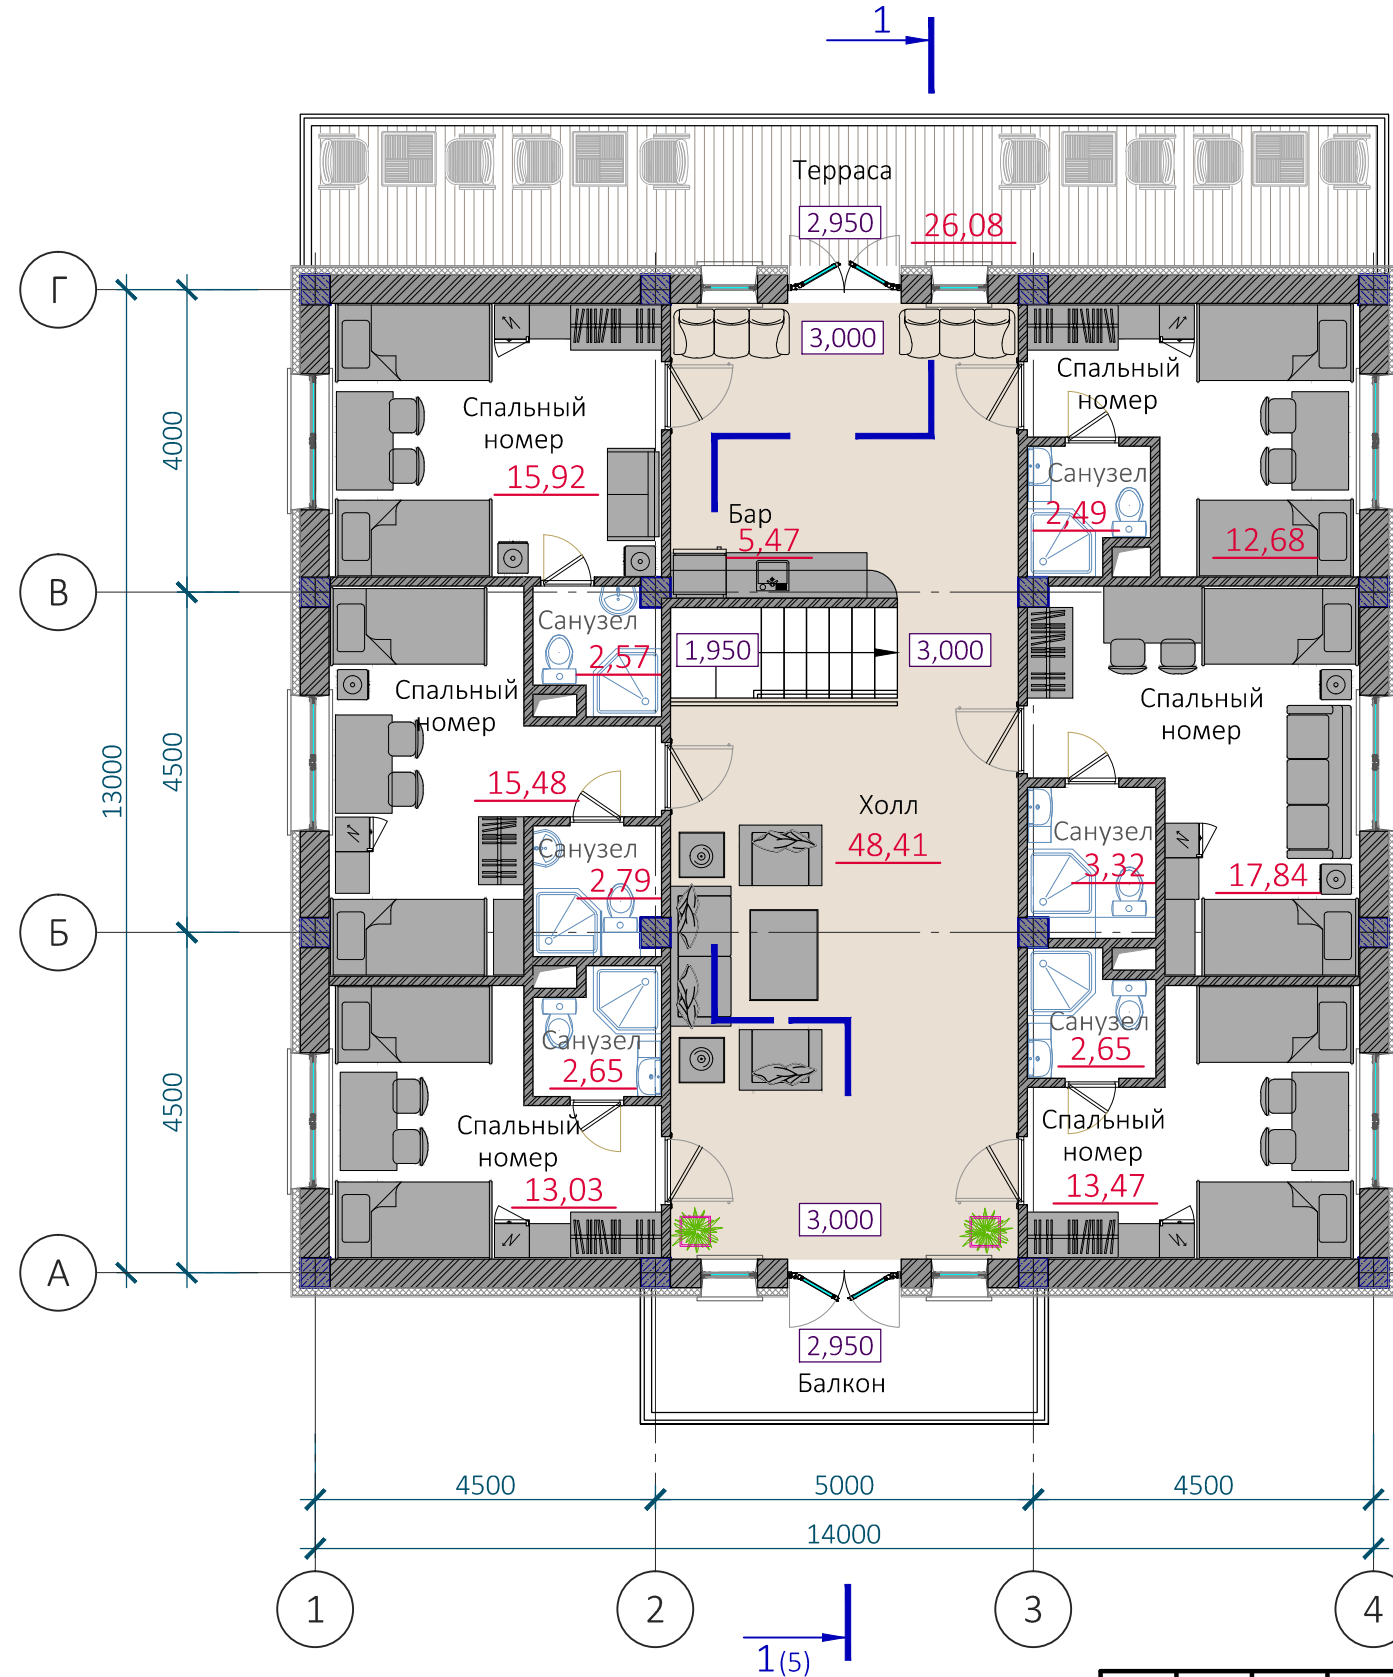 1
Терраса
2,950
26,08
Г
3,000
Спальный
номер
Спальный
номер
15,92
4000
Санузел
2,49
12,68
Бар
5,47
В
Санузел
2,57
1,950
3,000
Спальный
номер
Спальный
номер
15,48
4500
13000
Холл
48,41
Санузел
2,79
Санузел
3,32
17,84
Б
Санузел
2,65
Санузел
2,65
4500
Спальный
номер
13,03
Спальный
номер
13,47
3,000
А
2,950
Балкон
4500
5000
4500
14000
1
2
3
4
1(5)